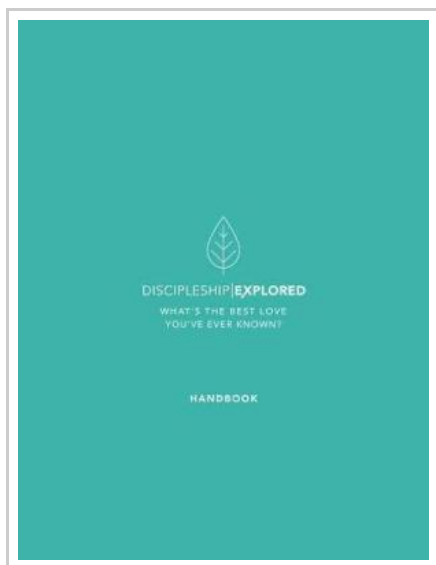 DISCIPLESHIP|EXPLORED
WHAT'S THE BEST LOVE
YOU'VE EVER KNOWN?
HANDBOOK